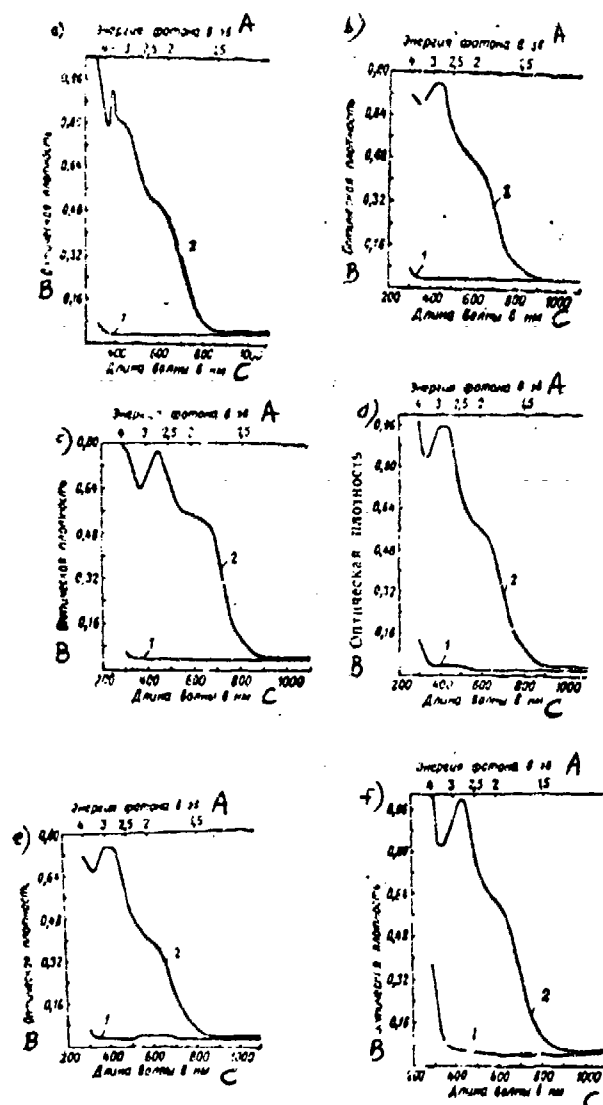 a)
Энергия фотона в эв A
4 3 2,5 2 1,5
0,96
0,80
0,64
0,48
0,32
0,16
B Оптическая плотность
2
1
400 600 800 1000
Длина волны в нм C
b)
Энергия фотона в эв A
4 3 2,5 2 1,5
0,80
0,64
0,48
0,32
0,16
B Оптическая плотность
2
1
200 400 600 800 1000
Длина волны в нм C
c)
Энергия фотона в эв A
4 3 2,5 2 1,5
0,80
0,64
0,48
0,32
0,16
B Оптическая плотность
2
1
200 400 600 800 1000
Длина волны в нм C
d)
Энергия фотона в эв A
4 3 2,5 2 1,5
0,96
0,80
0,64
0,48
0,32
0,16
B Оптическая плотность
2
1
200 400 600 800 1000
Длина волны в нм C
e)
Энергия фотона в эв A
4 3 2,5 2 1,5
0,80
0,64
0,48
0,32
0,16
B Оптическая плотность
2
1
200 400 600 800 1000
Длина волны в нм C
f)
Энергия фотона в эв A
4 3 2,5 2 1,5
0,96
0,80
0,64
0,48
0,32
0,16
B Оптическая плотность
2
1
200 400 600 800 1000
Длина волны в нм C